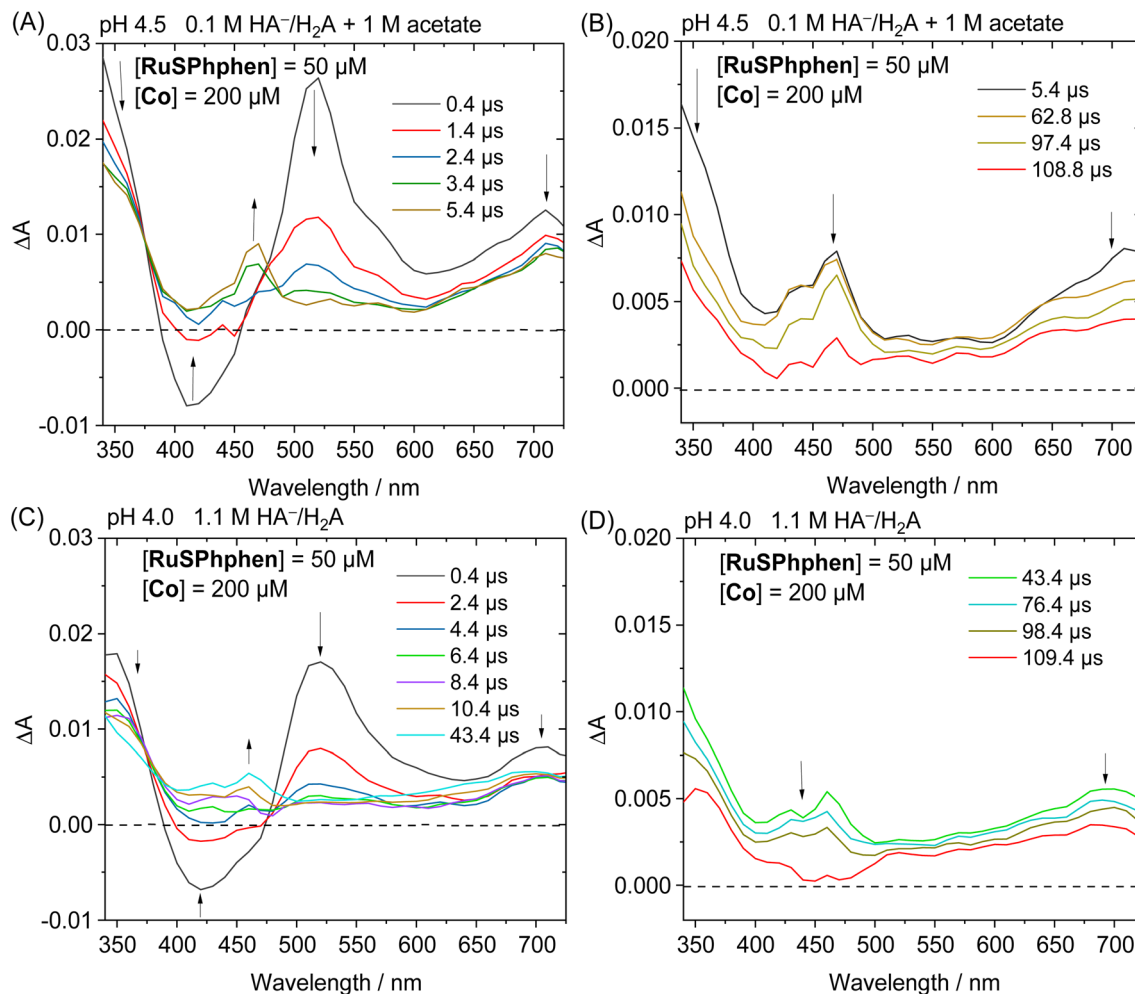 (A) pH 4.5 0.1 M HA⁻/H₂A + 1 M acetate
[RuSPhphen] = 50 µM
[Co] = 200 µM
0.4 µs
1.4 µs
2.4 µs
3.4 µs
5.4 µs
ΔA
0.03
0.02
0.01
0.00
-0.01
350 400 450 500 550 600 650 700
Wavelength / nm
(B) pH 4.5 0.1 M HA⁻/H₂A + 1 M acetate
[RuSPhphen] = 50 µM
[Co] = 200 µM
5.4 µs
62.8 µs
97.4 µs
108.8 µs
ΔA
0.020
0.015
0.010
0.005
0.000
350 400 450 500 550 600 650 700
Wavelength / nm
(C) pH 4.0 1.1 M HA⁻/H₂A
[RuSPhphen] = 50 µM
[Co] = 200 µM
0.4 µs
2.4 µs
4.4 µs
6.4 µs
8.4 µs
10.4 µs
43.4 µs
ΔA
0.03
0.02
0.01
0.00
-0.01
350 400 450 500 550 600 650 700
Wavelength / nm
(D) pH 4.0 1.1 M HA⁻/H₂A
[RuSPhphen] = 50 µM
[Co] = 200 µM
43.4 µs
76.4 µs
98.4 µs
109.4 µs
ΔA
0.020
0.015
0.010
0.005
0.000
350 400 450 500 550 600 650 700
Wavelength / nm